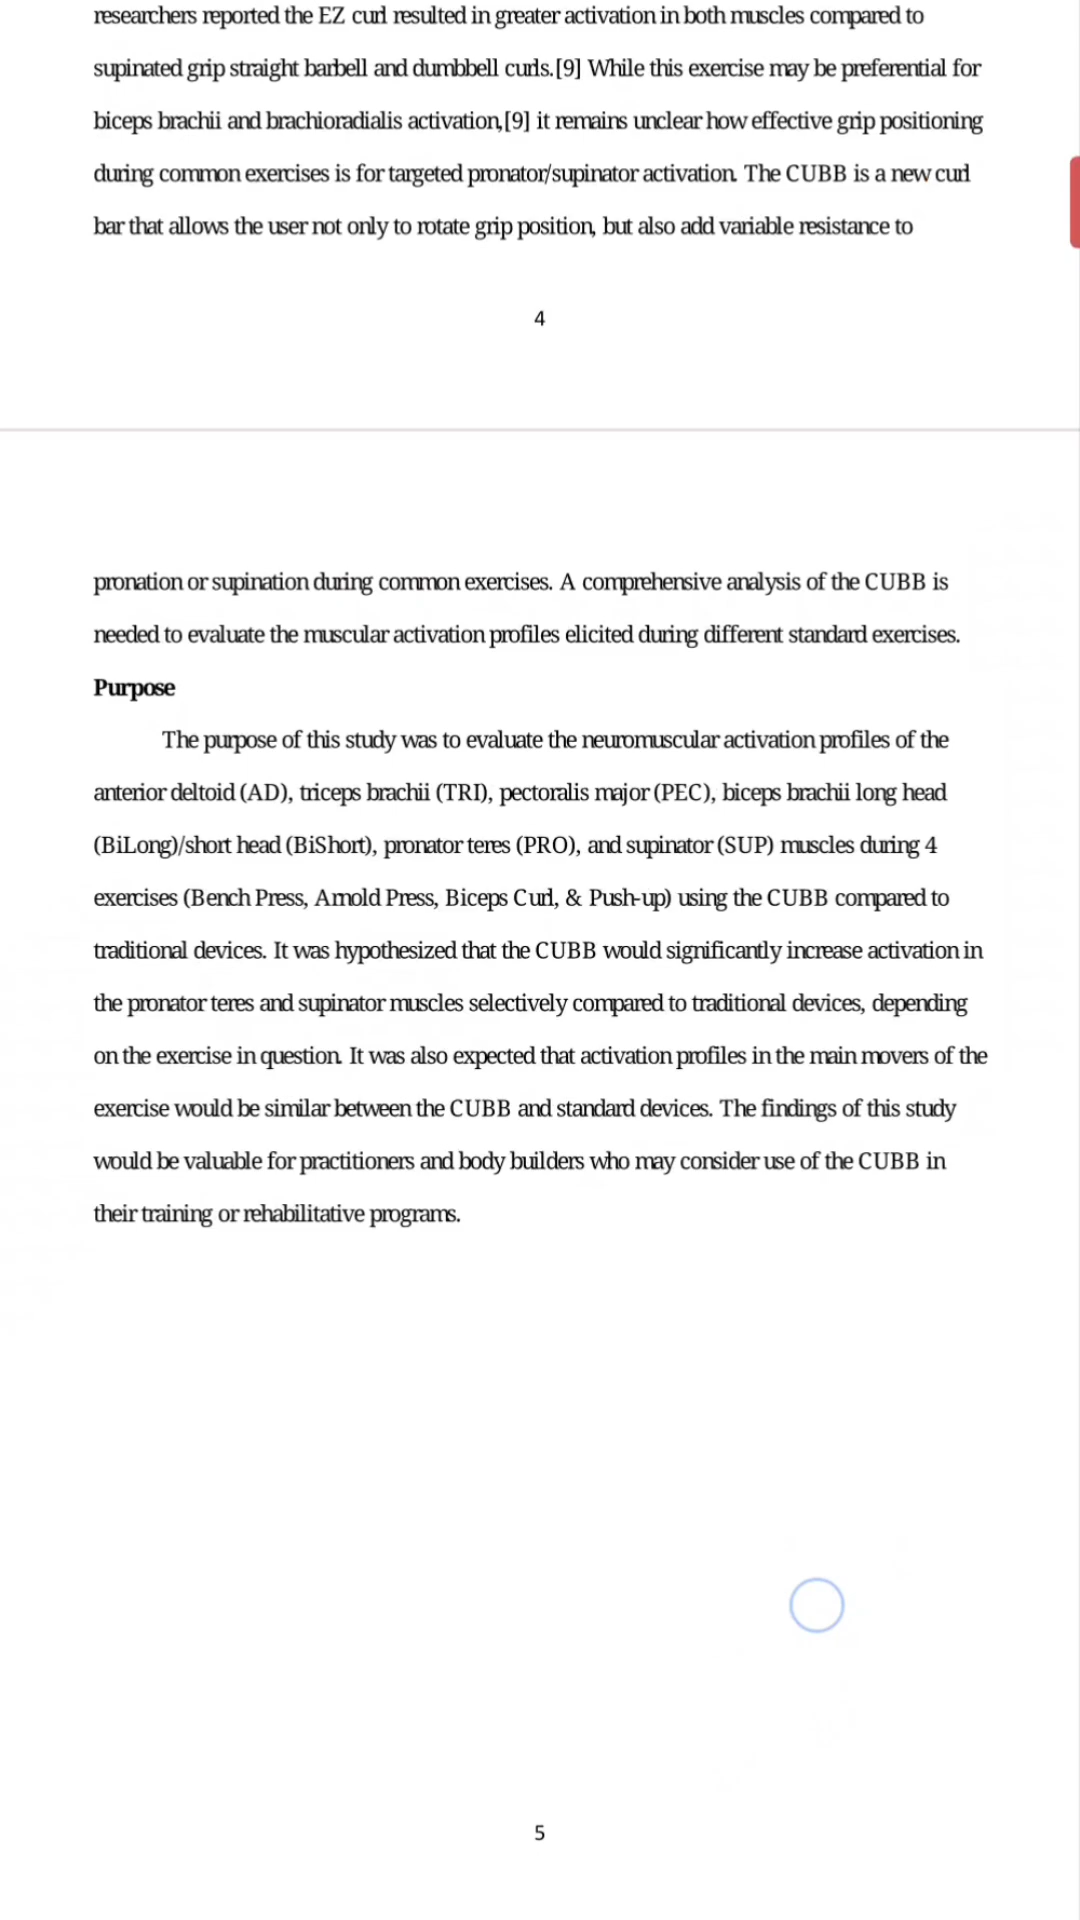 researchers reported the EZ curl resulted in greater activation in both muscles compared to
supinated grip straight barbell and dumbbell curls.[9] While this exercise may be preferential for
biceps brachii and brachioradialis activation,[9] it remains unclear how effective grip positioning
during common exercises is for targeted pronator/supinator activation. The CUBB is a new curl
bar that allows the user not only to rotate grip position, but also add variable resistance to
4
pronation or supination during common exercises. A comprehensive analysis of the CUBB is
needed to evaluate the muscular activation profiles elicited during different standard exercises.
Purpose
The purpose of this study was to evaluate the neuromuscular activation profiles of the
anterior deltoid (AD), triceps brachii (TRI), pectoralis major (PEC), biceps brachii long head
(BiLong)/short head (BiShort), pronator teres (PRO), and supinator (SUP) muscles during 4
exercises (Bench Press, Arnold Press, Biceps Curl, & Push-up) using the CUBB compared to
traditional devices. It was hypothesized that the CUBB would significantly increase activation in
the pronator teres and supinator muscles selectively compared to traditional devices, depending
on the exercise in question. It was also expected that activation profiles in the main movers of the
exercise would be similar between the CUBB and standard devices. The findings of this study
would be valuable for practitioners and body builders who may consider use of the CUBB in
their training or rehabilitative programs.
5